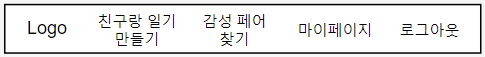 Logo
친구랑 일기
만들기
감성 페어
찾기
마이페이지
로그아웃